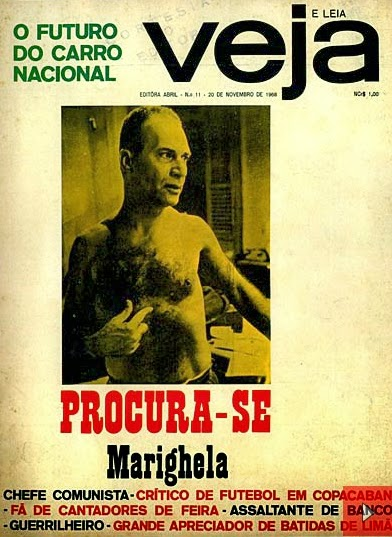 O FUTURO
DO CARRO
NACIONAL
veja
E LEIA
EDITÔRA ABRIL - N.º 11 - 20 DE NOVEMBRO DE 1968
NCr$ 1,00
PROCURA-SE
Marighela
CHEFE COMUNISTA-CRÍTICO DE FUTEBOL EM COPACABAN
- FÃ DE CANTADORES DE FEIRA - ASSALTANTE DE BANCO
-GUERRILHEIRO - GRANDE APRECIADOR DE BATIDAS DE LIMÃ